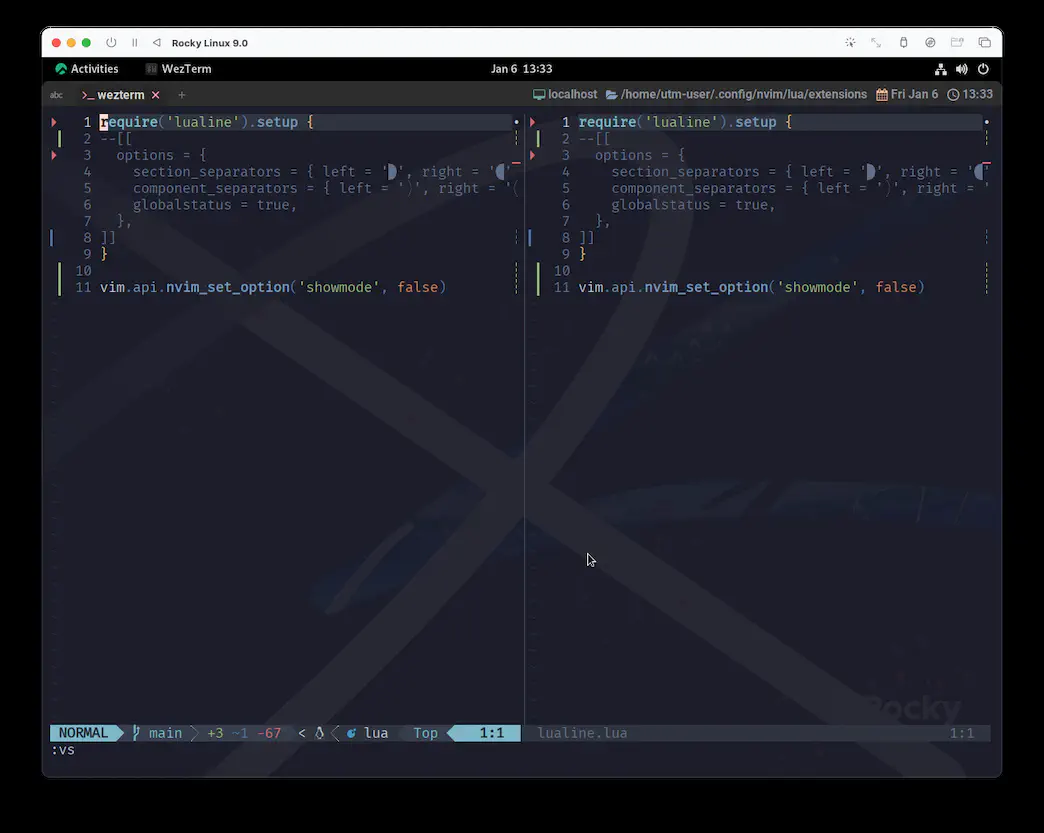 Rocky Linux 9.0
Activities WezTerm Jan 6 13:33
abc >_ wezterm × + localhost /home/utm-user/.config/nvim/lua/extensions Fri Jan 6 13:33
1 require('lualine').setup {
2 --[[
3   options = {
4     section_separators = { left = '', right = ''
5     component_separators = { left = ')', right = '(
6     globalstatus = true,
7   },
8 ]]
9 }
10
11 vim.api.nvim_set_option('showmode', false)
1 require('lualine').setup {
2 --[[
3   options = {
4     section_separators = { left = '', right = ''
5     component_separators = { left = ')', right = '
6     globalstatus = true,
7   },
8 ]]
9 }
10
11 vim.api.nvim_set_option('showmode', false)
Rocky
NORMAL main +3 ~1 -67 < lua Top 1:1
lualine.lua 1:1
:vs